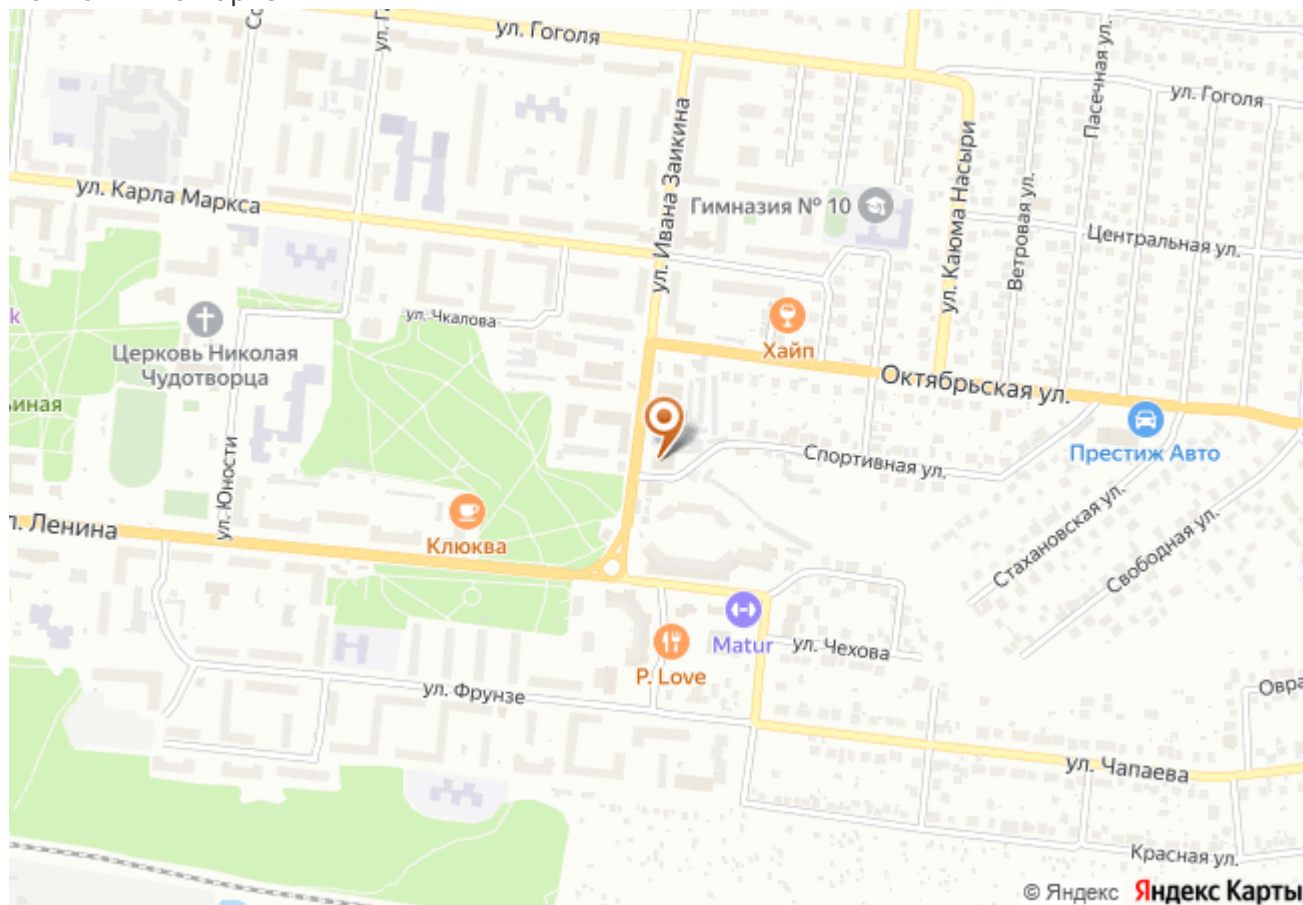 ул. Гоголя
Пасечная ул.
ул. Гоголя
ул. Ивана Заикина
ул. Карла Маркса
Гимназия № 10
ул. Каюма Насыри
Ветровая ул.
Центральная ул.
ул. Чкалова
Церковь Николая
Чудотворца
Хайп
Октябрьская ул.
k
ьиная
Престиж Авто
Спортивная ул.
ул. Юности
л. Ленина
Клюква
Стахановская ул.
Свободная ул.
Matur
ул. Чехова
P. Love
ул. Фрунзе
Овра
ул. Чапаева
Красная ул.
© Яндекс Яндекс Карты